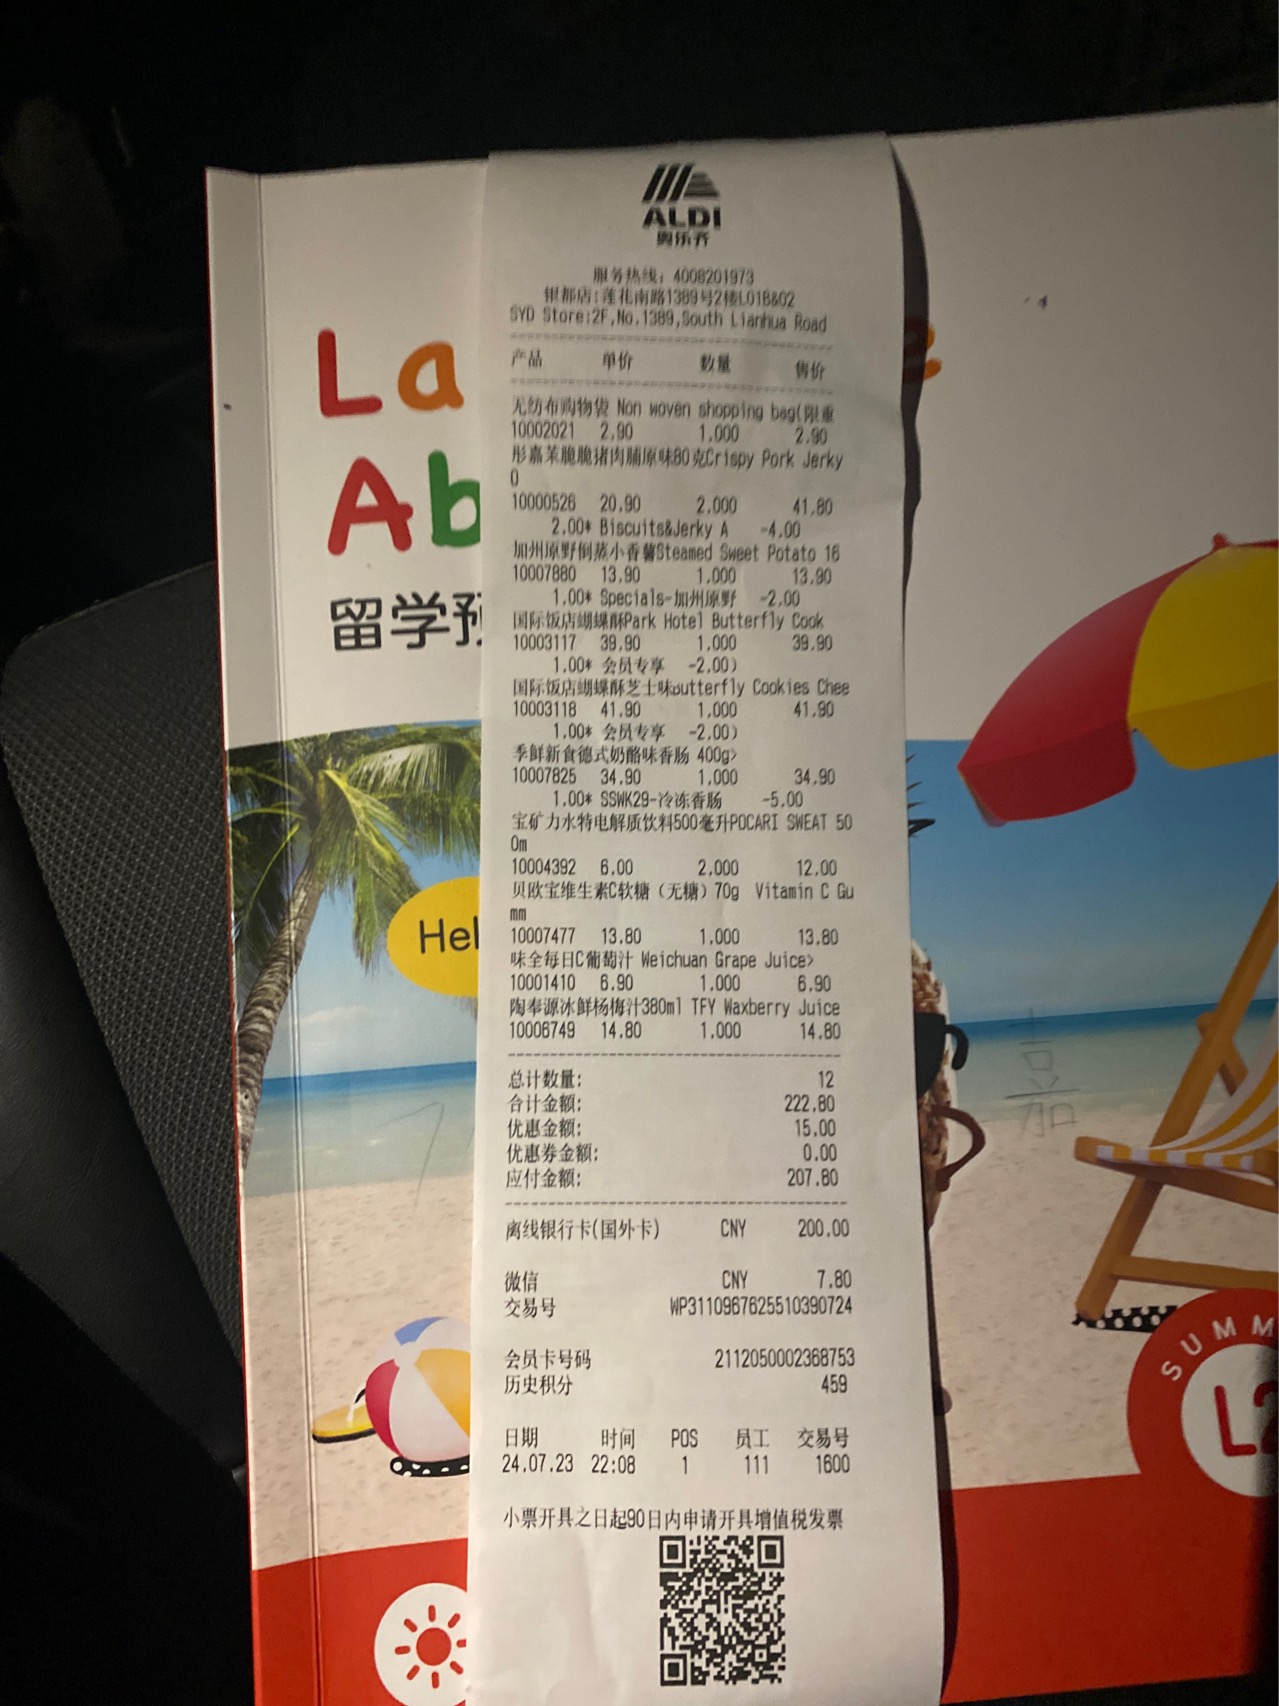 ALDI
奥乐齐
服务热线：4008201973
银都店:莲花南路1389号2楼L01B&02
SYD Store:2F,No.1389,South Lianhua Road
产品 单价 数量 售价
无纺布购物袋 Non woven shopping bag(限重
10002021 2.90 1.000 2.90
彤嘉茉脆脆猪肉脯原味80克Crispy Pork Jerky
0
10000526 20.90 2.000 41.80
2.00* Biscuits&Jerky A -4.00
加州原野倒蒸小香薯Steamed Sweet Potato 16
10007880 13.90 1.000 13.90
1.00* Specials-加州原野 -2.00
国际饭店蝴蝶酥Park Hotel Butterfly Cook
10003117 39.90 1.000 39.90
1.00* 会员专享 -2.00)
国际饭店蝴蝶酥芝士味utterfly Cookies Chee
10003118 41.90 1.000 41.90
1.00* 会员专享 -2.00)
季鲜新食德式奶酪味香肠 400g>
10007825 34.90 1.000 34.90
1.00* SSWK29-冷冻香肠 -5.00
宝矿力水特电解质饮料500毫升POCARI SWEAT 50
0m
10004392 6.00 2.000 12.00
贝欧宝维生素C软糖（无糖）70g Vitamin C Gu
mm
10007477 13.80 1.000 13.80
味全每日C葡萄汁 Weichuan Grape Juice>
10001410 6.90 1.000 6.90
陶奉源冰鲜杨梅汁380ml TFY Waxberry Juice
10006749 14.80 1.000 14.80
总计数量: 12
合计金额: 222.80
优惠金额: 15.00
优惠券金额: 0.00
应付金额: 207.80
离线银行卡(国外卡) CNY 200.00
微信 CNY 7.80
交易号 WP3110967625510390724
会员卡号码 2112050002368753
历史积分 459
日期 时间 POS 员工 交易号
24.07.23 22:08 1 111 1600
小票开具之日起90日内申请开具增值税发票
La
Ab
留学预
Hel
嘉
SUMM
L2